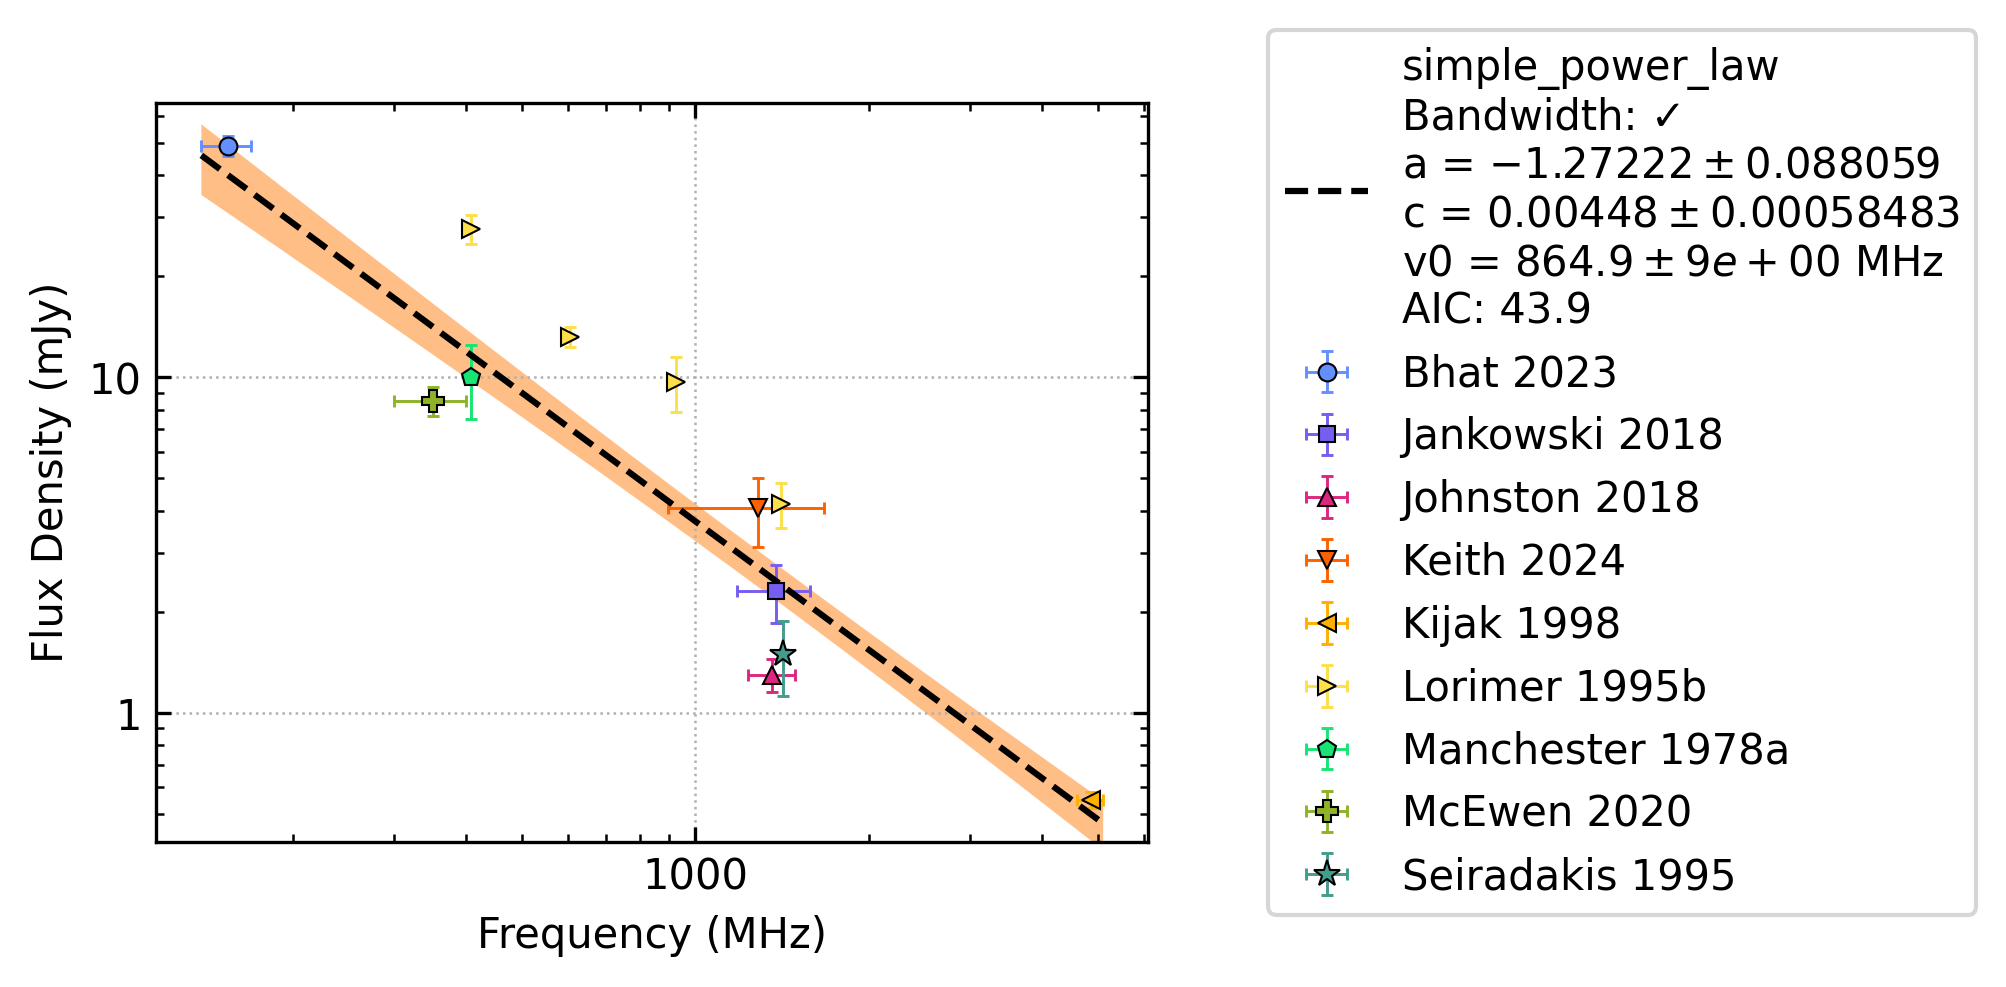 Flux Density (mJy)
10
1
1000
Frequency (MHz)
simple_power_law
Bandwidth: ✓
a = −1.27222 ± 0.088059
c = 0.00448 ± 0.00058483
v0 = 864.9 ± 9e + 00 MHz
AIC: 43.9
Bhat 2023
Jankowski 2018
Johnston 2018
Keith 2024
Kijak 1998
Lorimer 1995b
Manchester 1978a
McEwen 2020
Seiradakis 1995